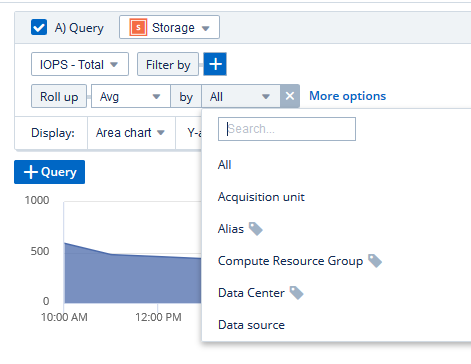 A) Query S Storage
IOPS - Total Filter by +
Roll up Avg by All × More options
Display: Area chart Y-a
Search...
All
Acquisition unit
Alias
Compute Resource Group
Data Center
Data source
+ Query
1000
500
0
10:00 AM 12:00 PM